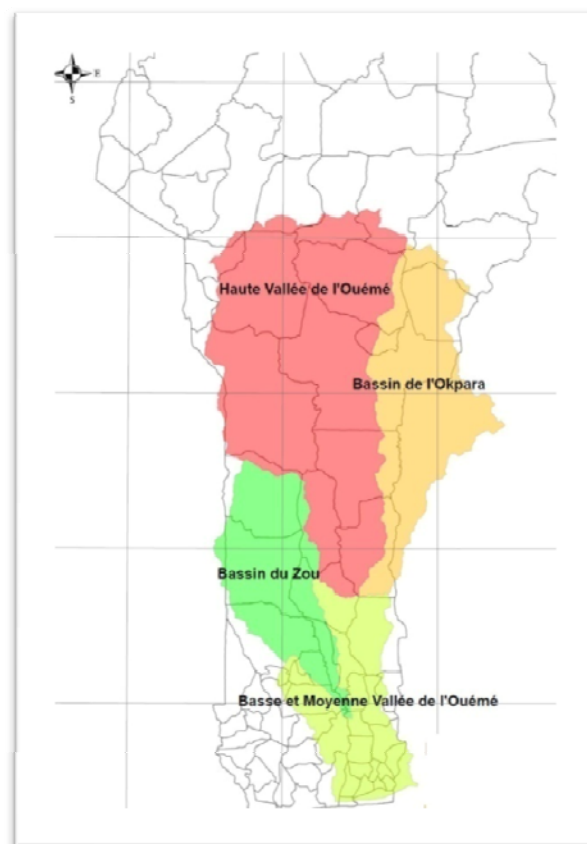 E
S
Haute Vallée de l'Ouémé
Bassin de l'Okpara
Bassin du Zou
Basse et Moyenne Vallée de l'Ouémé